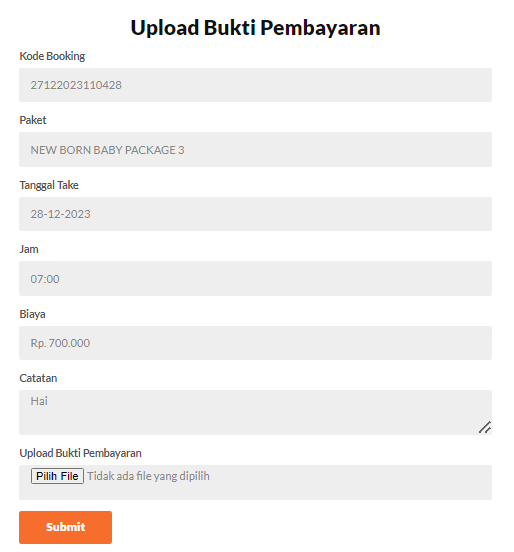 Upload Bukti Pembayaran
Kode Booking
27122023110428
Paket
NEW BORN BABY PACKAGE 3
Tanggal Take
28-12-2023
Jam
07:00
Biaya
Rp. 700.000
Catatan
Hai
Upload Bukti Pembayaran
Pilih File Tidak ada file yang dipilih
Submit